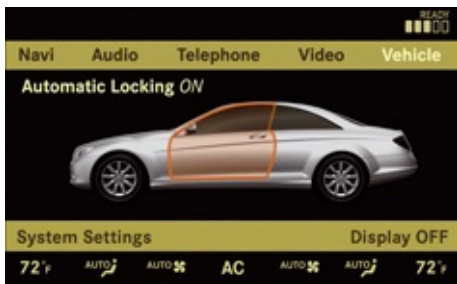 READY
Navi Audio Telephone Video Vehicle
Automatic Locking ON
System Settings Display OFF
72°F AUTO AUTO AC AUTO AUTO 72°F